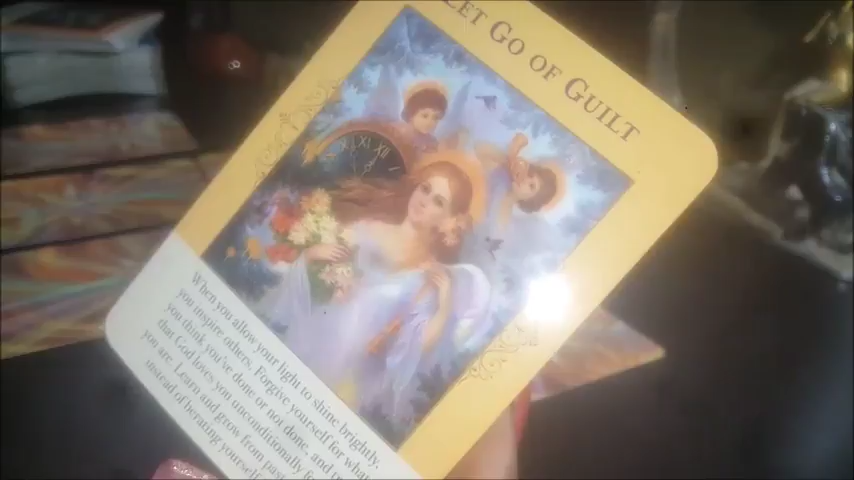 LET GO OF GUILT
XI XII
When you allow your light to shine brightly,
you inspire others. Forgive yourself for what
you think you've done or not done, and
that God loves you unconditionally
you are. Learn and grow from
instead of berating yourself